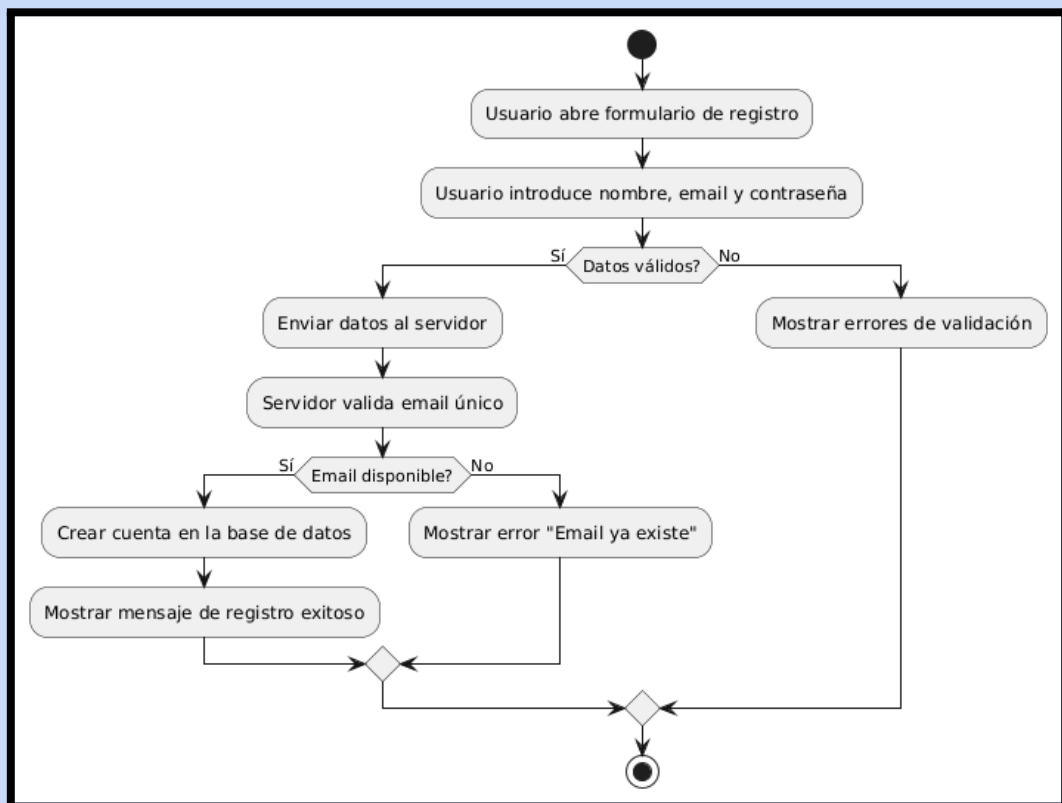 Usuario abre formulario de registro
Usuario introduce nombre, email y contraseña
Sí
Datos válidos?
No
Enviar datos al servidor
Mostrar errores de validación
Servidor valida email único
Sí
Email disponible?
No
Crear cuenta en la base de datos
Mostrar error "Email ya existe"
Mostrar mensaje de registro exitoso